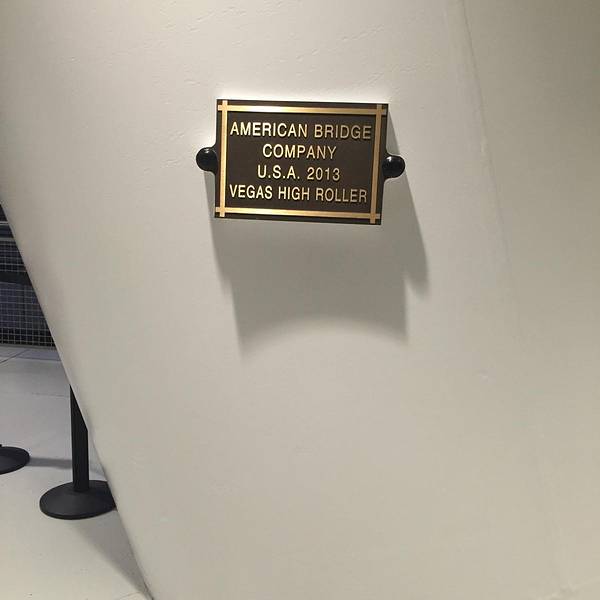 AMERICAN BRIDGE
COMPANY
U.S.A. 2013
VEGAS HIGH ROLLER